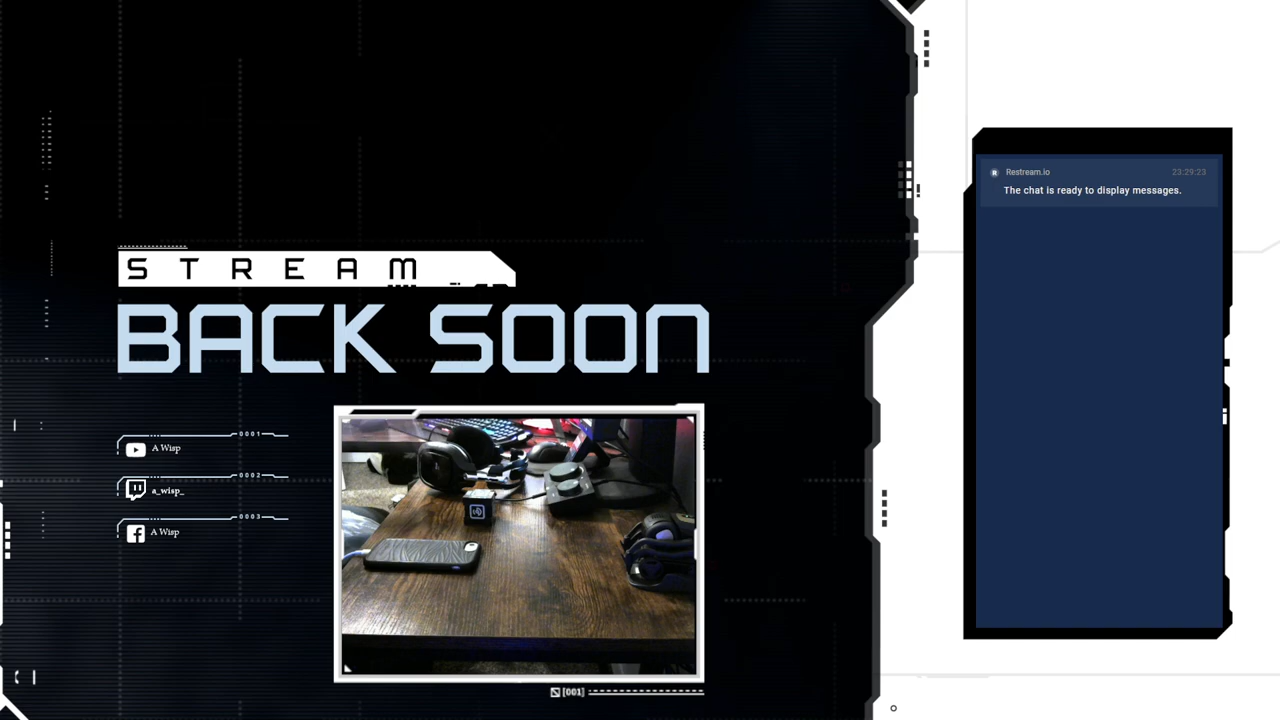 STREAM
BACK SOON
0001
A Wisp
0002
a_wisp_
0003
A Wisp
[001]
R Restream.io 23:29:23
The chat is ready to display messages.